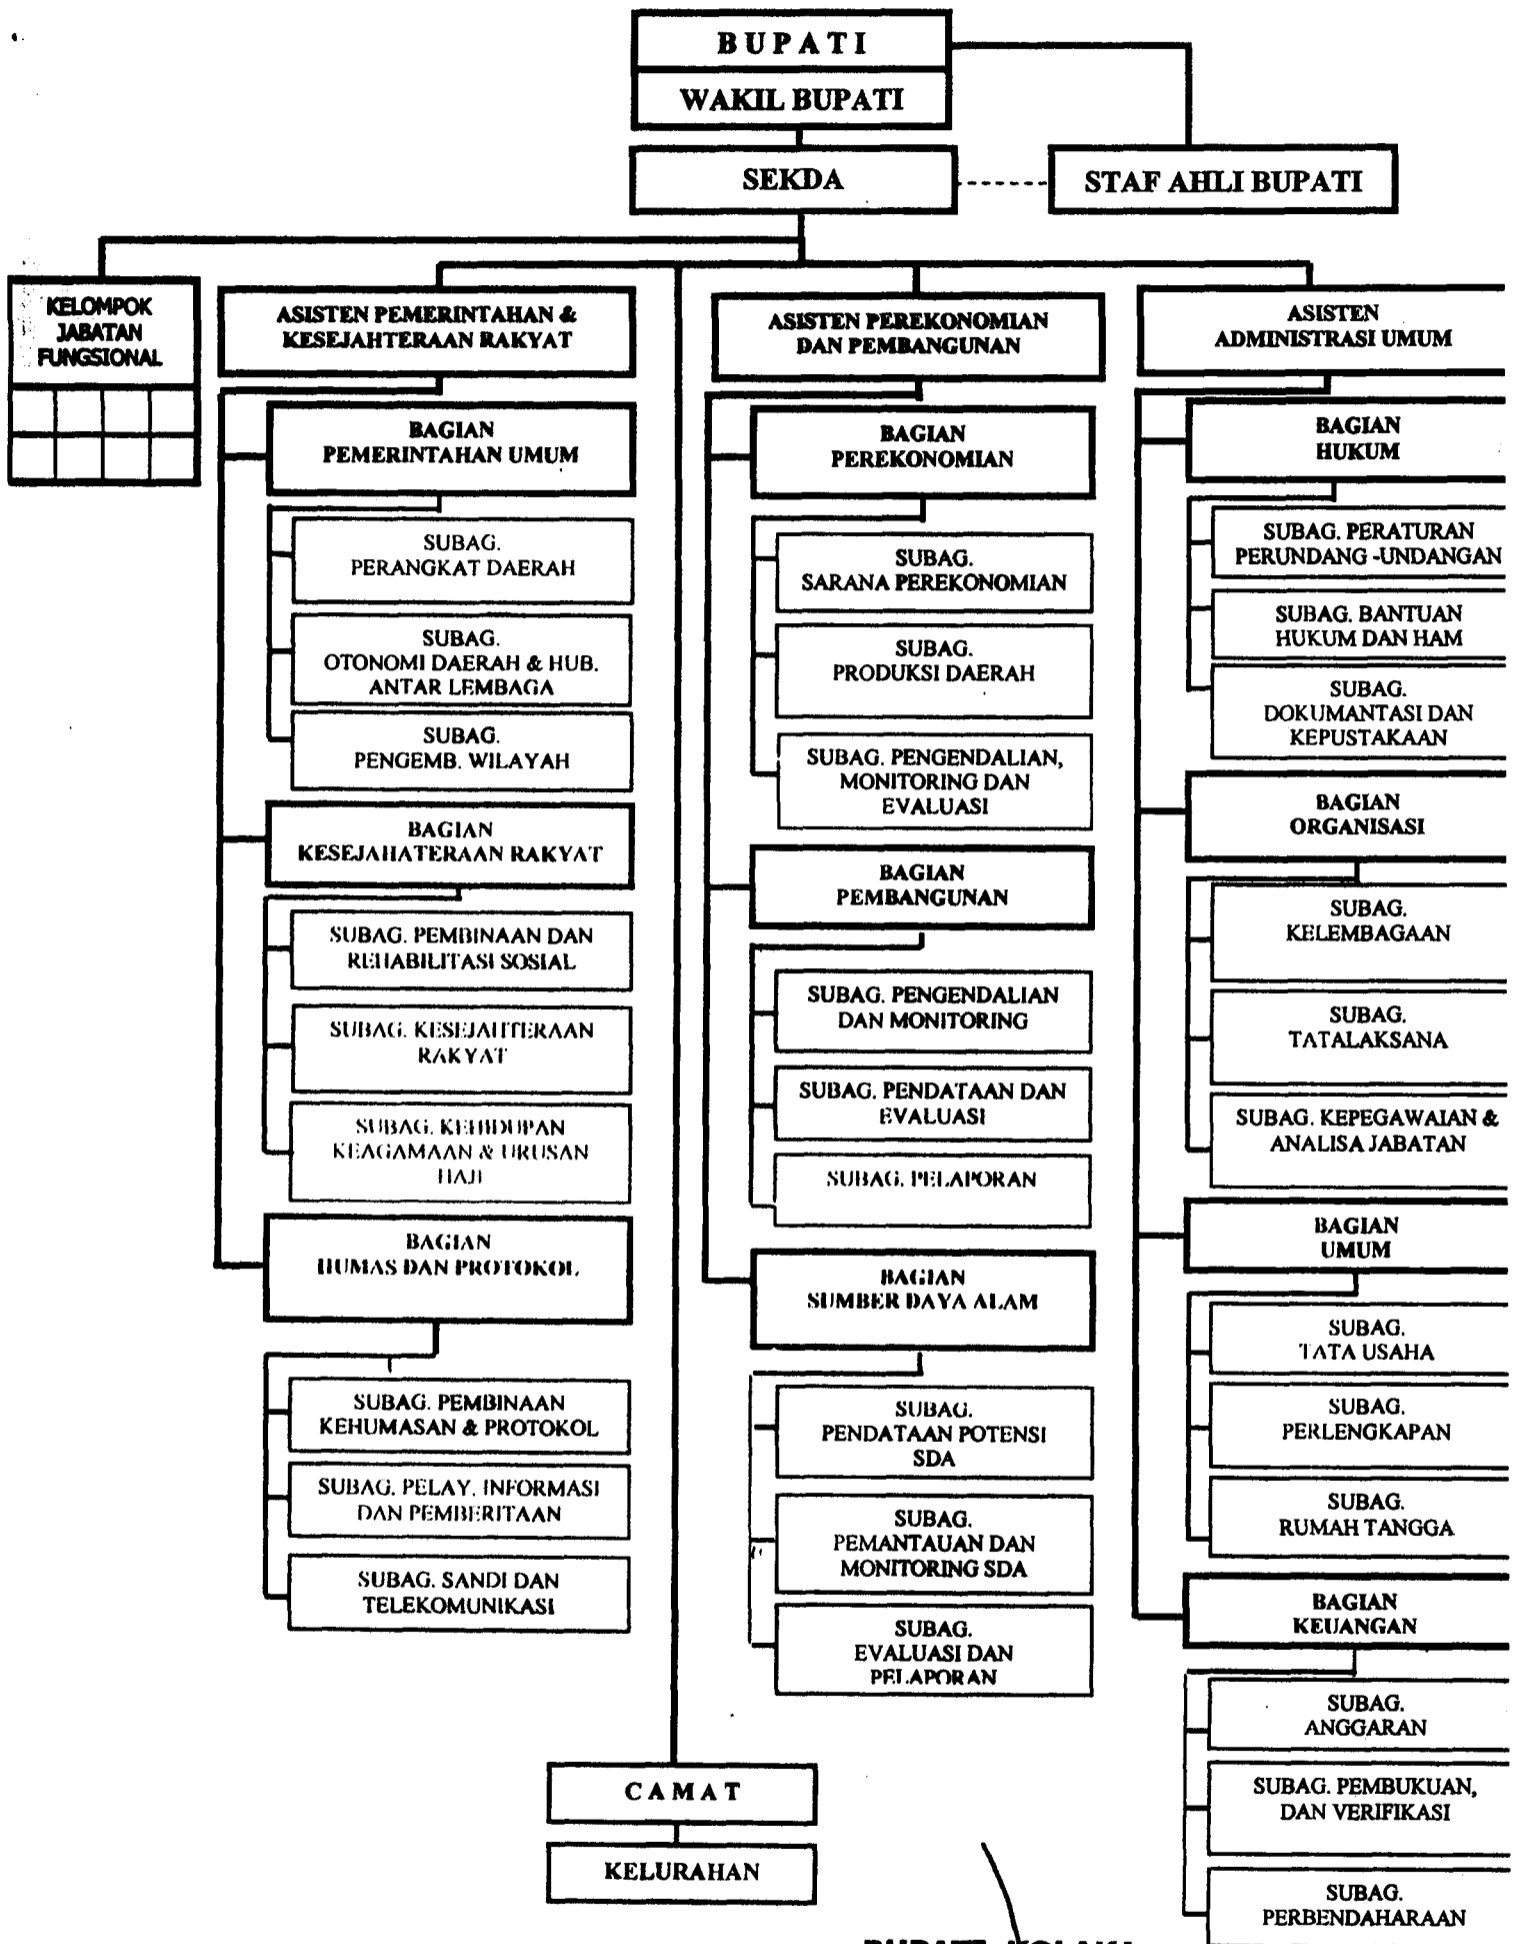 BUPATI
WAKIL BUPATI
SEKDA
STAF AHLI BUPATI
KELOMPOK
JABATAN
FUNGSIONAL
ASISTEN PEMERINTAHAN &
KESEJAHTERAAN RAKYAT
BAGIAN
PEMERINTAHAN UMUM
SUBAG.
PERANGKAT DAERAH
SUBAG.
OTONOMI DAERAH & HUB.
ANTAR LEMBAGA
SUBAG.
PENGEMB. WILAYAH
BAGIAN
KESEJAHATERAAN RAKYAT
SUBAG. PEMBINAAN DAN
REHABILITASI SOSIAL
SUBAG. KESEJAHTERAAN
RAKYAT
SUBAG. KEHIDUPAN
KEAGAMAAN & URUSAN
HAJI
BAGIAN
HUMAS DAN PROTOKOL
SUBAG. PEMBINAAN
KEHUMASAN & PROTOKOL
SUBAG. PELAY. INFORMASI
DAN PEMBERITAAN
SUBAG. SANDI DAN
TELEKOMUNIKASI
ASISTEN PEREKONOMIAN
DAN PEMBANGUNAN
BAGIAN
PEREKONOMIAN
SUBAG.
SARANA PEREKONOMIAN
SUBAG.
PRODUKSI DAERAH
SUBAG. PENGENDALIAN,
MONITORING DAN
EVALUASI
BAGIAN
PEMBANGUNAN
SUBAG. PENGENDALIAN
DAN MONITORING
SUBAG. PENDATAAN DAN
EVALUASI
SUBAG. PELAPORAN
BAGIAN
SUMBER DAYA ALAM
SUBAG.
PENDATAAN POTENSI
SDA
SUBAG.
PEMANTAUAN DAN
MONITORING SDA
SUBAG.
EVALUASI DAN
PELAPORAN
ASISTEN
ADMINISTRASI UMUM
BAGIAN
HUKUM
SUBAG. PERATURAN
PERUNDANG -UNDANGAN
SUBAG. BANTUAN
HUKUM DAN HAM
SUBAG.
DOKUMANTASI DAN
KEPUSTAKAAN
BAGIAN
ORGANISASI
SUBAG.
KELEMBAGAAN
SUBAG.
TATALAKSANA
SUBAG. KEPEGAWAIAN &
ANALISA JABATAN
BAGIAN
UMUM
SUBAG.
TATA USAHA
SUBAG.
PERLENGKAPAN
SUBAG.
RUMAH TANGGA
BAGIAN
KEUANGAN
SUBAG.
ANGGARAN
SUBAG. PEMBUKUAN,
DAN VERIFIKASI
SUBAG.
PERBENDAHARAAN
CAMAT
KELURAHAN